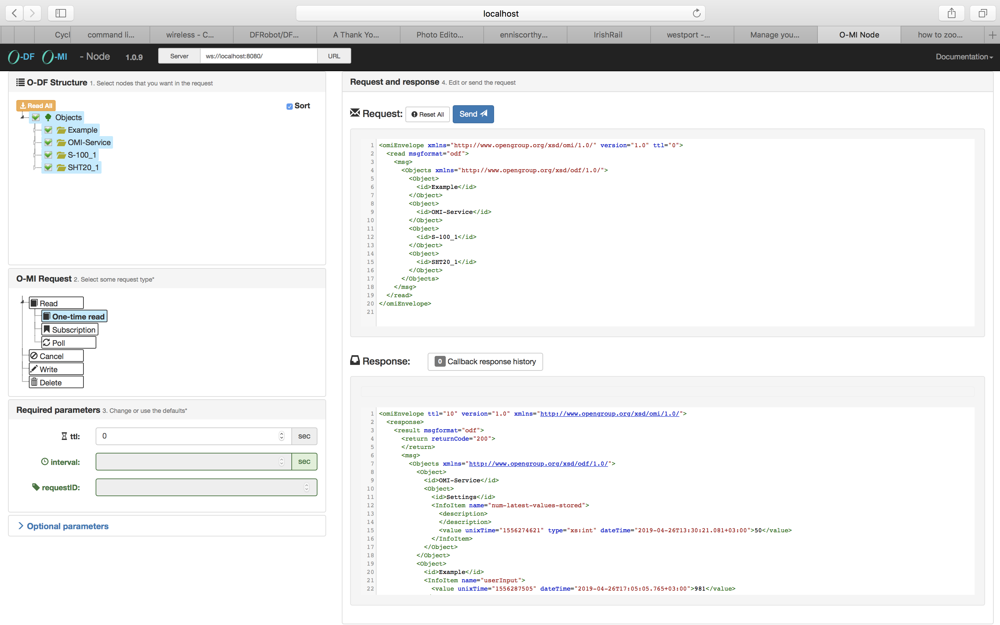 localhost
Cycl
command li...
wireless - C...
DFRobot/DF...
A Thank Yo...
Photo Edito...
enniscorthy...
IrishRail
westport -...
Manage you...
O-MI Node
how to zoo...
O-DF O-MI - Node 1.0.9 Server ws://localhost:8080/ URL Documentation
O-DF Structure 1. Select nodes that you want in the request
Read All
Sort
Objects
Example
OMI-Service
S-100_1
SHT20_1
O-MI Request 2. Select some request type*
Read
One-time read
Subscription
Poll
Cancel
Write
Delete
Required parameters 3. Change or use the defaults*
ttl: 0 sec
interval: sec
requestID:
Optional parameters
Request and response 4. Edit or send the request
Request: Reset All Send
1 <omiEnvelope xmlns="http://www.opengroup.org/xsd/omi/1.0/" version="1.0" ttl="0">
2 <read msgformat="odf">
3 <msg>
4 <Objects xmlns="http://www.opengroup.org/xsd/odf/1.0/">
5 <Object>
6 <id>Example</id>
7 </Object>
8 <Object>
9 <id>OMI-Service</id>
10 </Object>
11 <Object>
12 <id>S-100_1</id>
13 </Object>
14 <Object>
15 <id>SHT20_1</id>
16 </Object>
17 </Objects>
18 </msg>
19 </read>
20 </omiEnvelope>
21
Response: 0 Callback response history
1 <omiEnvelope ttl="10" version="1.0" xmlns="http://www.opengroup.org/xsd/omi/1.0/">
2 <response>
3 <result msgformat="odf">
4 <return returnCode="200">
5 </return>
6 <msg>
7 <Objects xmlns="http://www.opengroup.org/xsd/odf/1.0/">
8 <Object>
9 <id>OMI-Service</id>
10 <Object>
11 <id>Settings</id>
12 <InfoItem name="num-latest-values-stored">
13 <description>
14 </description>
15 <value unixTime="1556274621" type="xs:int" dateTime="2019-04-26T13:30:21.081+03:00">50</value>
16 </InfoItem>
17 </Object>
18 </Object>
19 <Object>
20 <id>Example</id>
21 <InfoItem name="userInput">
22 <value unixTime="1556287505" dateTime="2019-04-26T17:05:05.765+03:00">981</value>